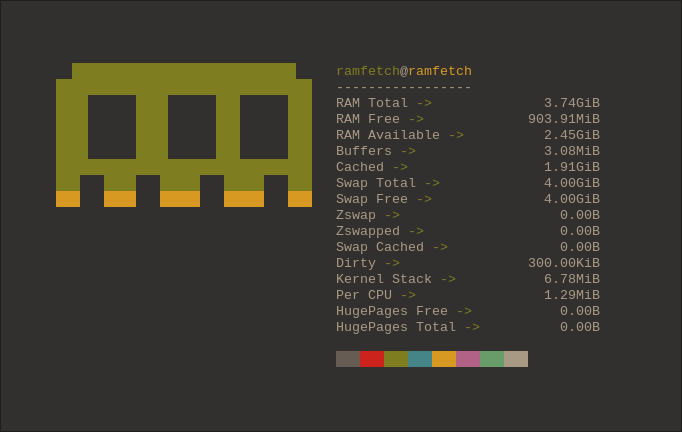 ramfetch@ramfetch
-----------------
RAM Total -> 3.74GiB
RAM Free -> 903.91MiB
RAM Available -> 2.45GiB
Buffers -> 3.08MiB
Cached -> 1.91GiB
Swap Total -> 4.00GiB
Swap Free -> 4.00GiB
Zswap -> 0.00B
Zswapped -> 0.00B
Swap Cached -> 0.00B
Dirty -> 300.00KiB
Kernel Stack -> 6.78MiB
Per CPU -> 1.29MiB
HugePages Free -> 0.00B
HugePages Total -> 0.00B